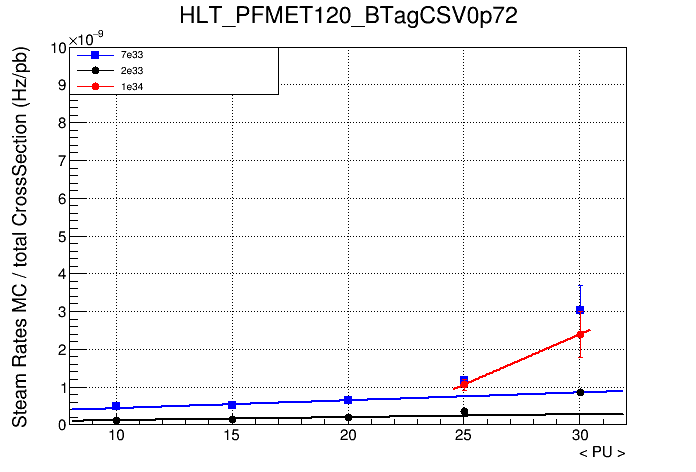 HLT_PFMET120_BTagCSV0p72
×10⁻⁹
10
9
8
7
6
5
4
3
2
1
0
7e33
2e33
1e34
Steam Rates MC / total CrossSection (Hz/pb)
10 15 20 25 30
< PU >